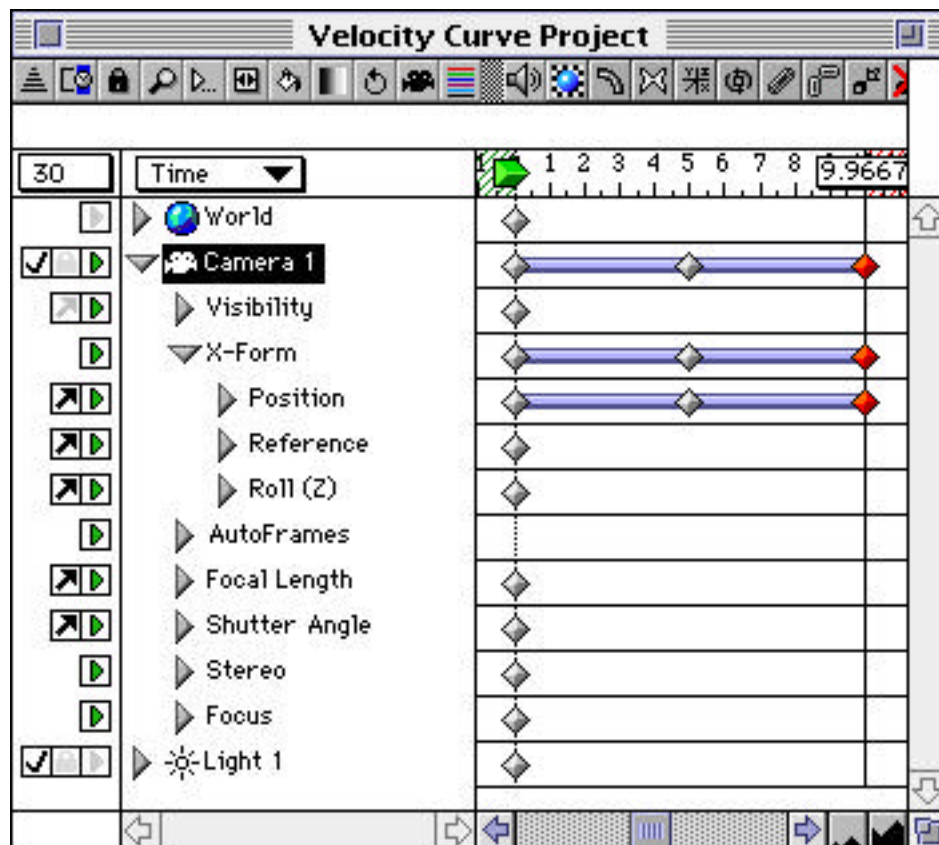 Velocity Curve Project
30 Time 1 1 2 3 4 5 6 7 8 9.9667
World
Camera 1
Visibility
X-Form
Position
Reference
Roll (Z)
AutoFrames
Focal Length
Shutter Angle
Stereo
Focus
Light 1